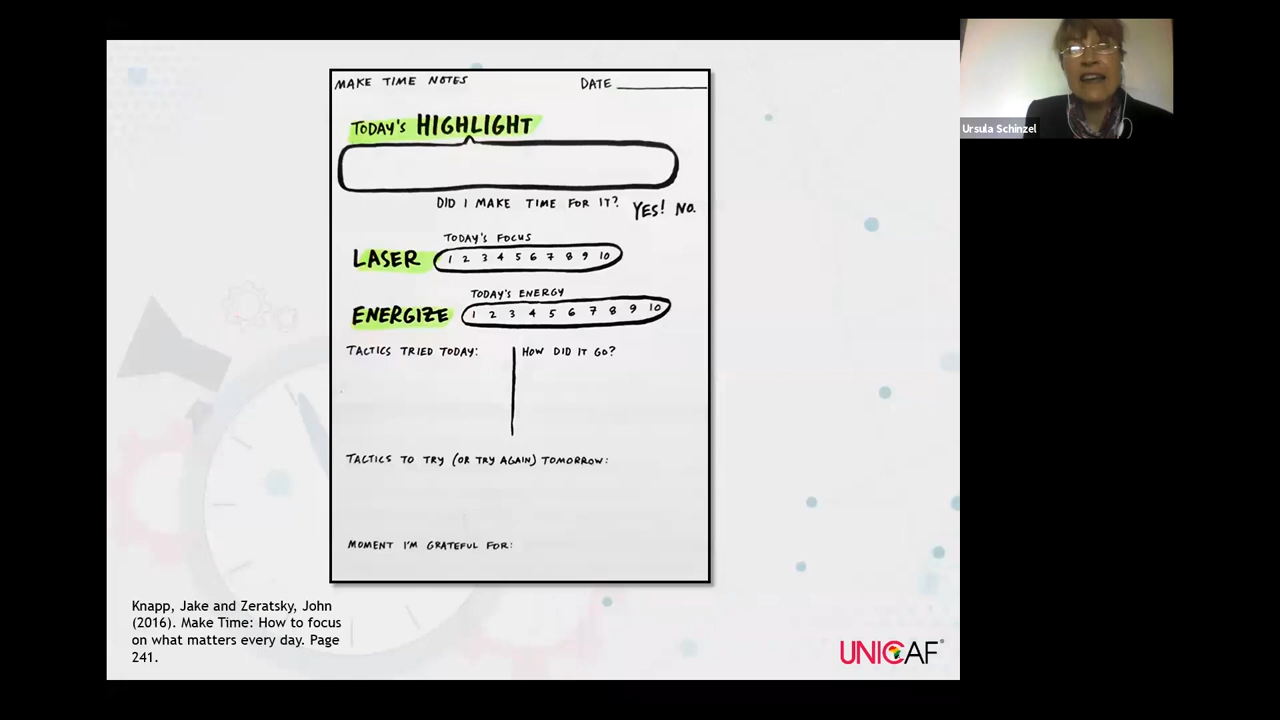 MAKE TIME NOTES DATE
TODAY'S HIGHLIGHT
DID I MAKE TIME FOR IT? YES! NO.
TODAY'S FOCUS
LASER 1 2 3 4 5 6 7 8 9 10
TODAY'S ENERGY
ENERGIZE 1 2 3 4 5 6 7 8 9 10
TACTICS TRIED TODAY: HOW DID IT GO?
TACTICS TO TRY (OR TRY AGAIN) TOMORROW:
MOMENT I'M GRATEFUL FOR:
Knapp, Jake and Zeratsky, John
(2016). Make Time: How to focus
on what matters every day. Page
241.
UNICAF
Ursula Schinzel